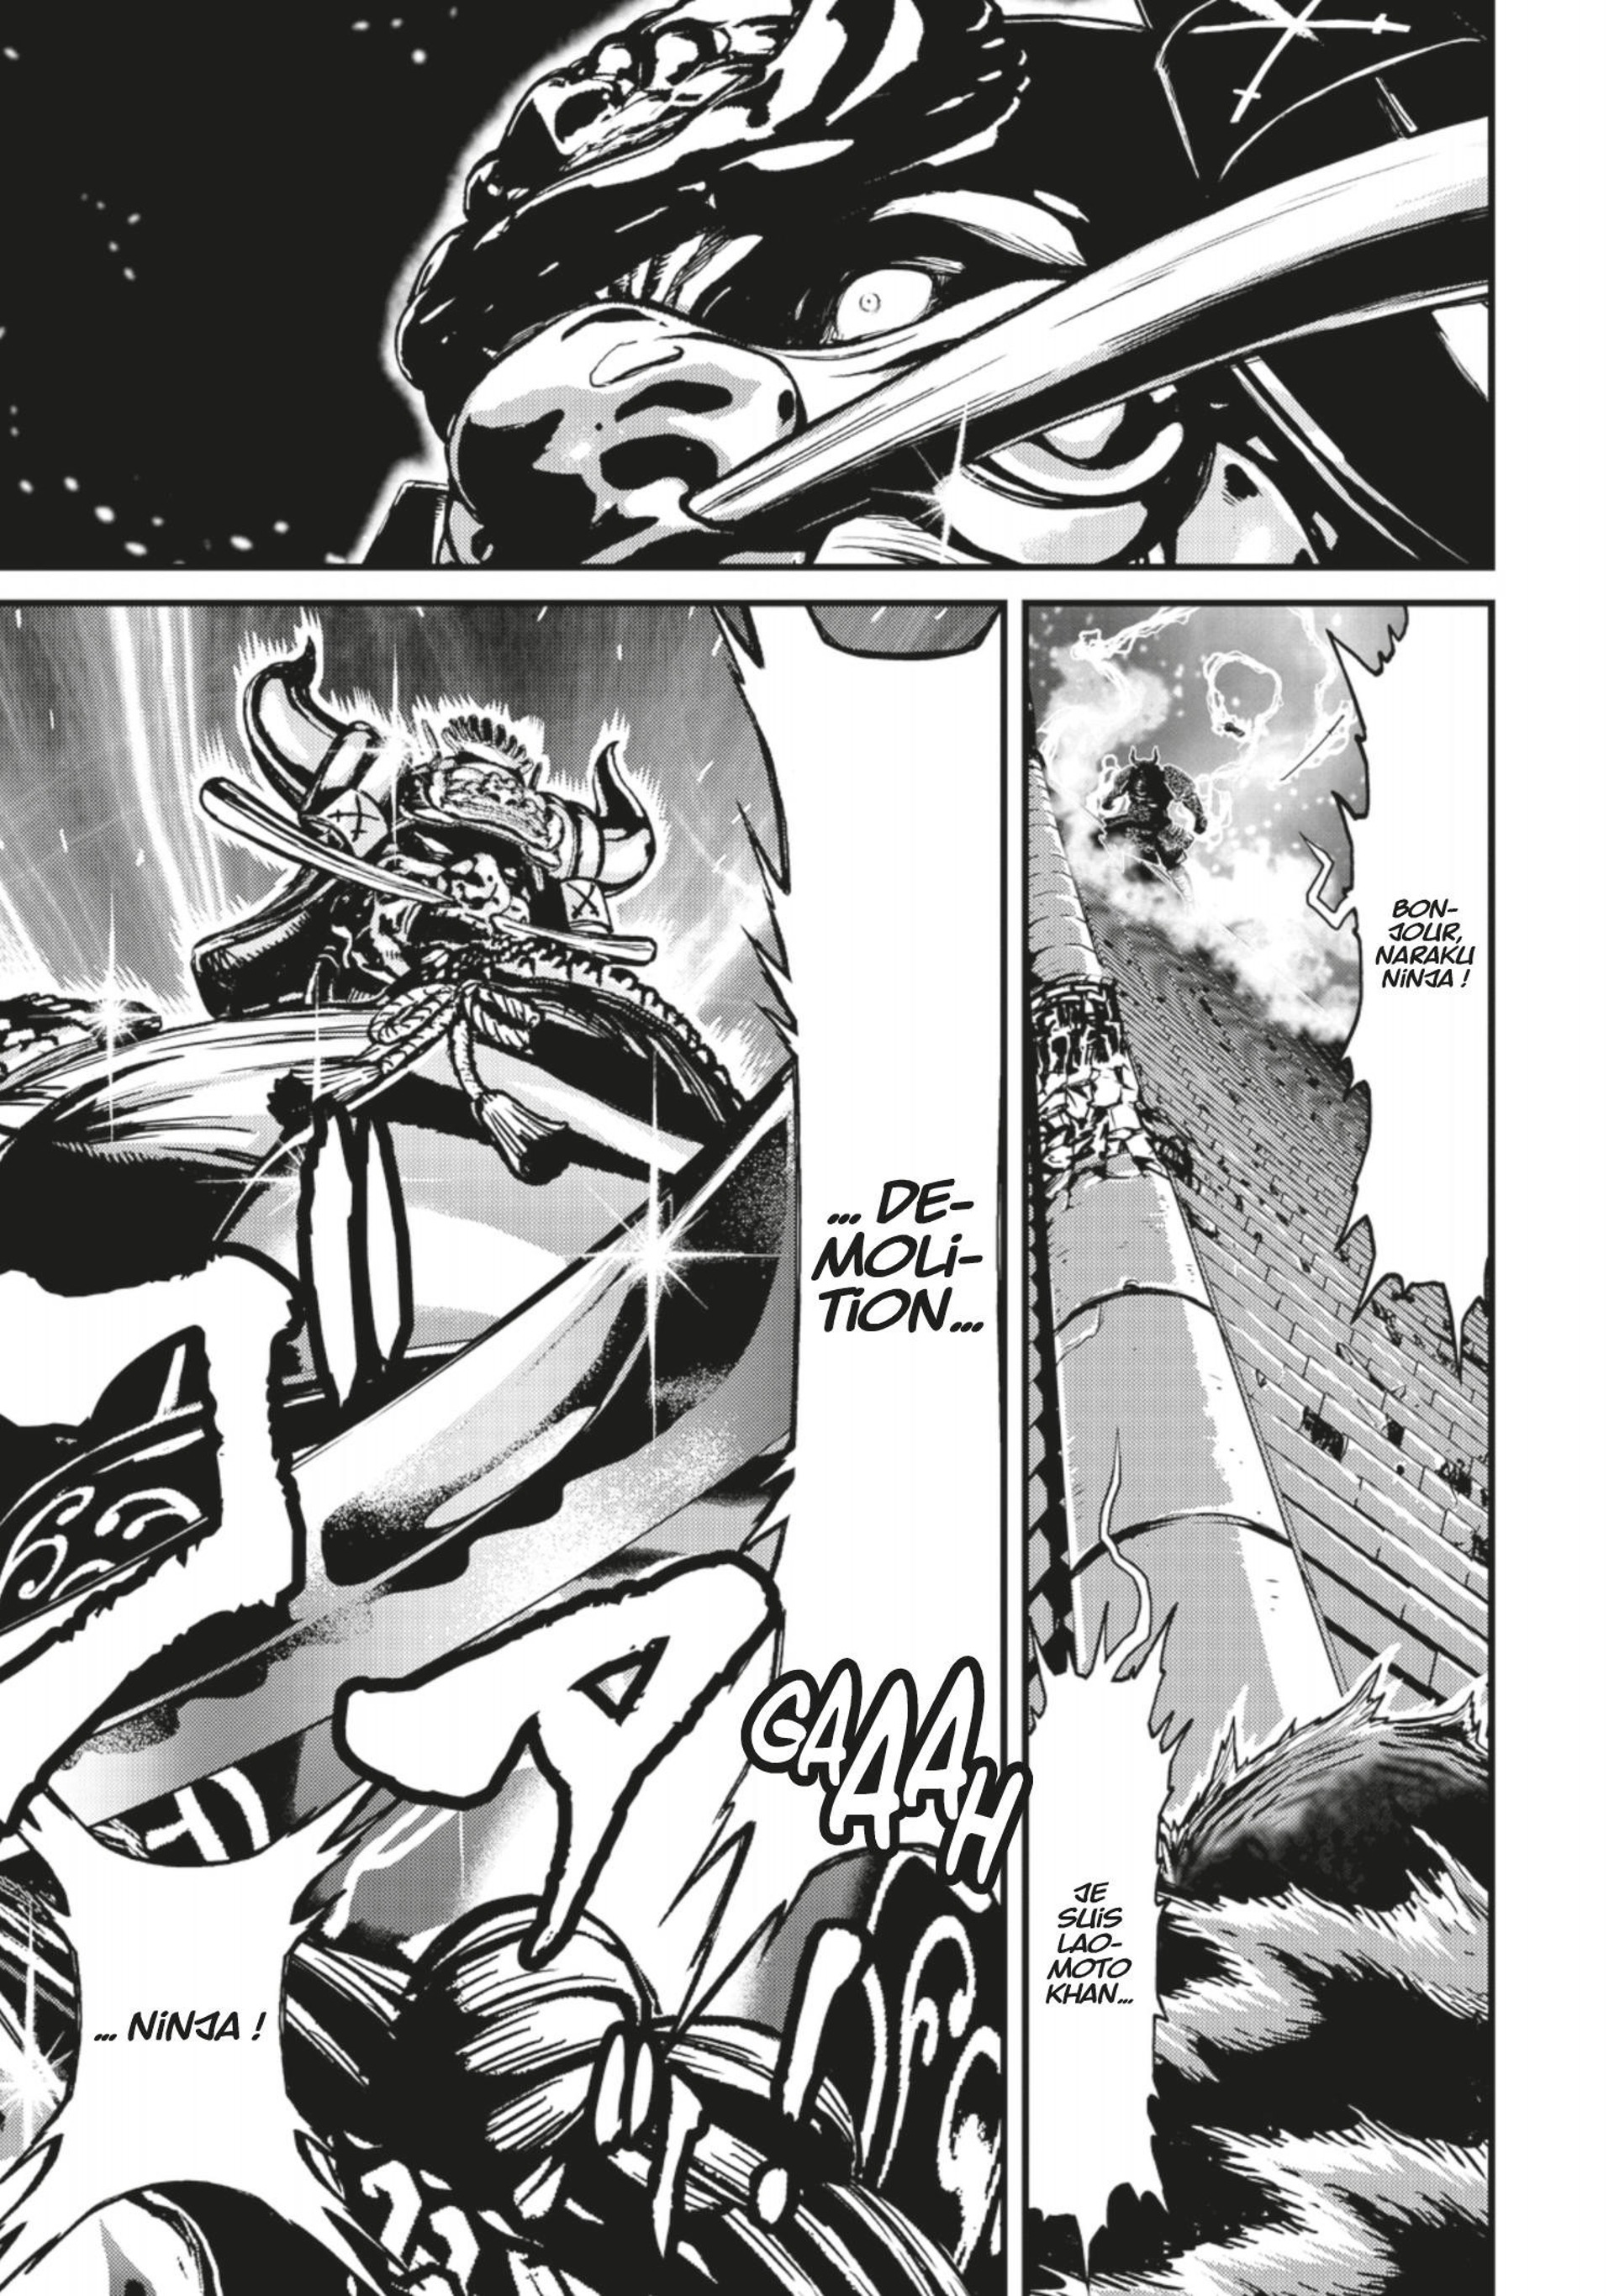 BON-
JOUR,
NARAKU
NINJA !
JE
SUIS
LAO-
MOTO
KHAN...
... DE-
MOLI-
TION...
GAAAAH
... NINJA !